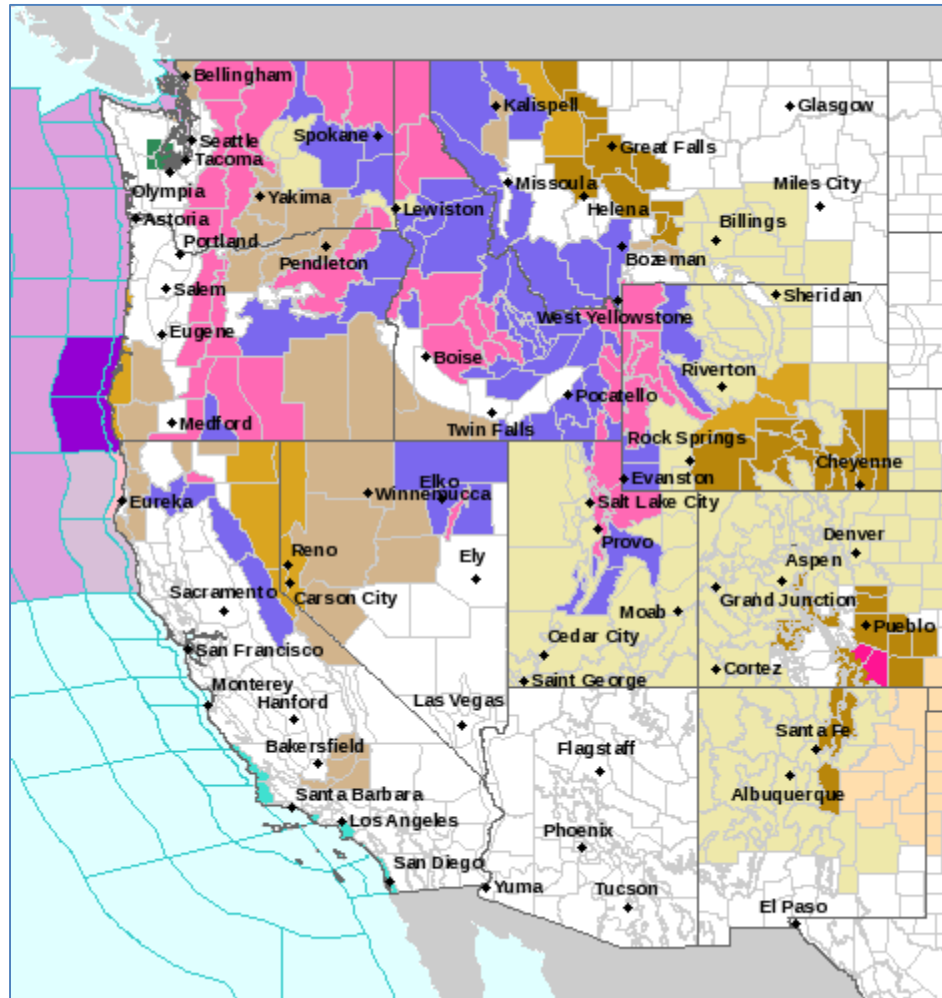 Bellingham
Kalispell
Glasgow
Spokane
Seattle
Great Falls
Tacoma
Missoula
Miles City
Olympia
Yakima
Helena
Lewiston
Astoria
Billings
Portland
Pendleton
Bozeman
Salem
Sheridan
West Yellowstone
Eugene
Boise
Riverton
Pocatello
Medford
Twin Falls
Rock Springs
Cheyenne
Elko
Evanston
Winnemucca
Eureka
Salt Lake City
Denver
Reno
Provo
Ely
Aspen
Sacramento
Carson City
Grand Junction
Moab
Pueblo
Cedar City
San Francisco
Cortez
Saint George
Monterey
Las Vegas
Hanford
Santa Fe
Bakersfield
Flagstaff
Albuquerque
Santa Barbara
Los Angeles
Phoenix
San Diego
Yuma
Tucson
El Paso